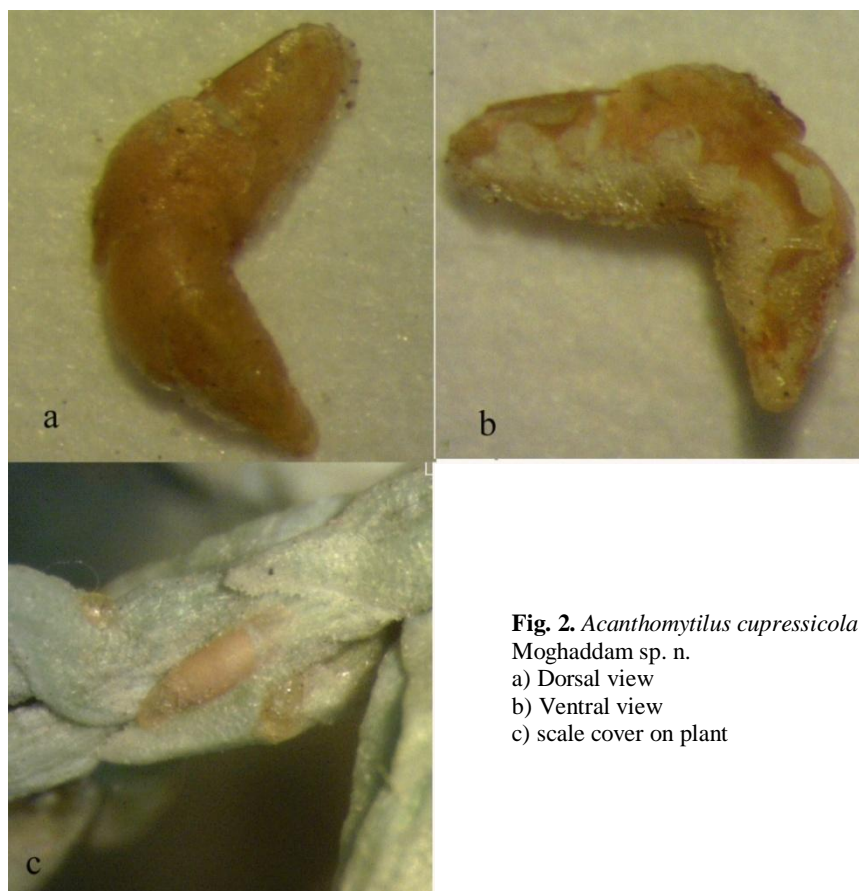 a
b
c
Fig. 2. Acanthomytilus cupressicola
Moghaddam sp. n.
a) Dorsal view
b) Ventral view
c) scale cover on plant